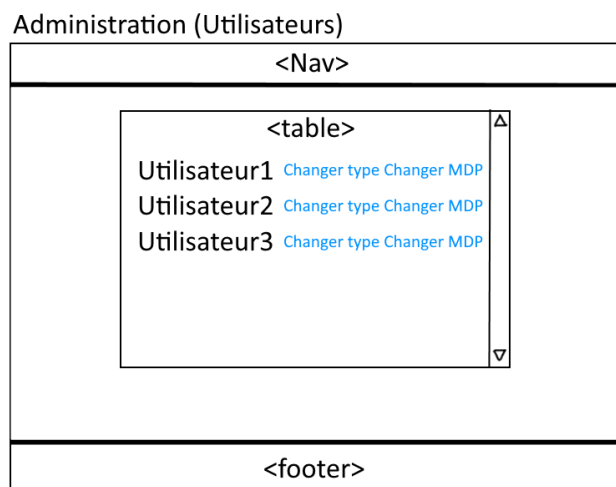 Administration (Utilisateurs)
<Nav>
<table>
Utilisateur1 Changer type Changer MDP
Utilisateur2 Changer type Changer MDP
Utilisateur3 Changer type Changer MDP
<footer>